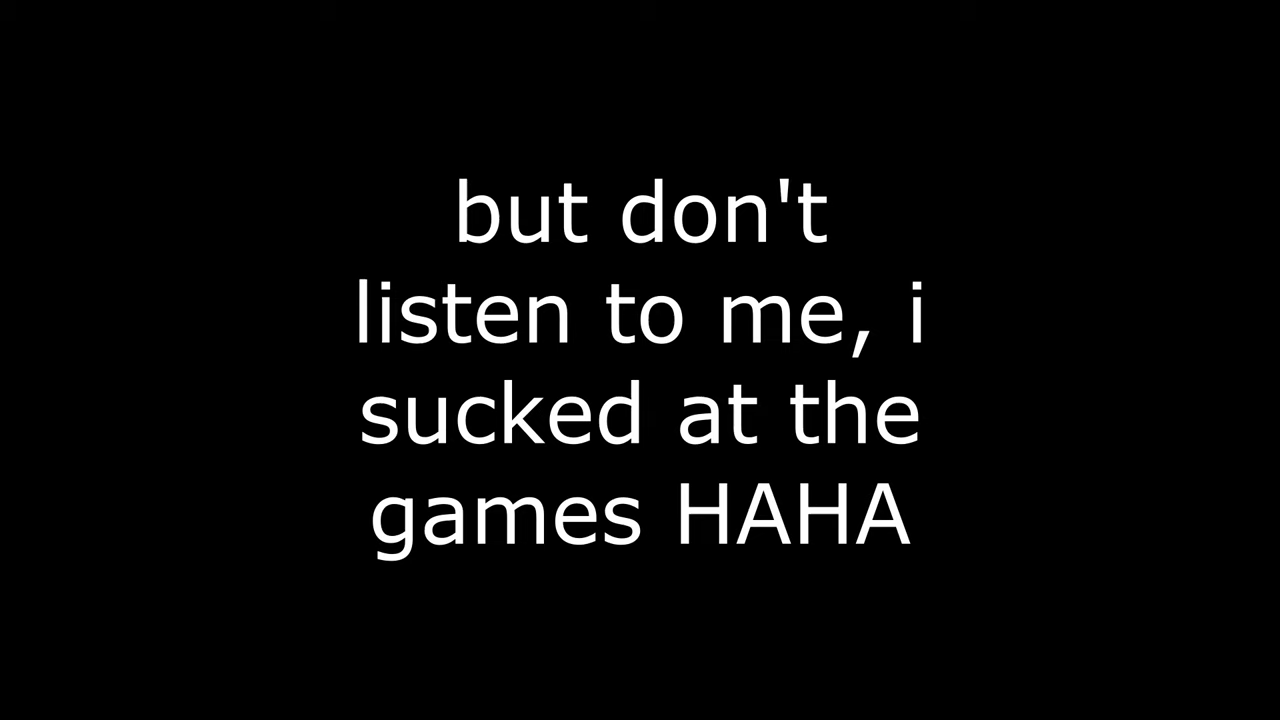 but don't
listen to me, i
sucked at the
games HAHA